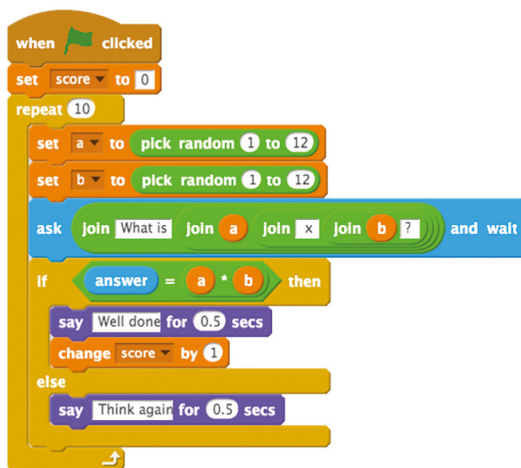 when clicked
set score to 0
repeat 10
set a to pick random 1 to 12
set b to pick random 1 to 12
ask join What is join a join x join b ? and wait
if answer = a * b then
say Well done for 0.5 secs
change score by 1
else
say Think again for 0.5 secs